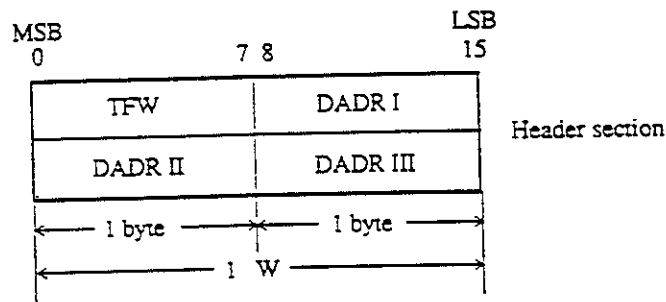 MSB LSB
0 7 8 15
TFW DADR I
Header section
DADR II DADR III
1 byte 1 byte
1 W